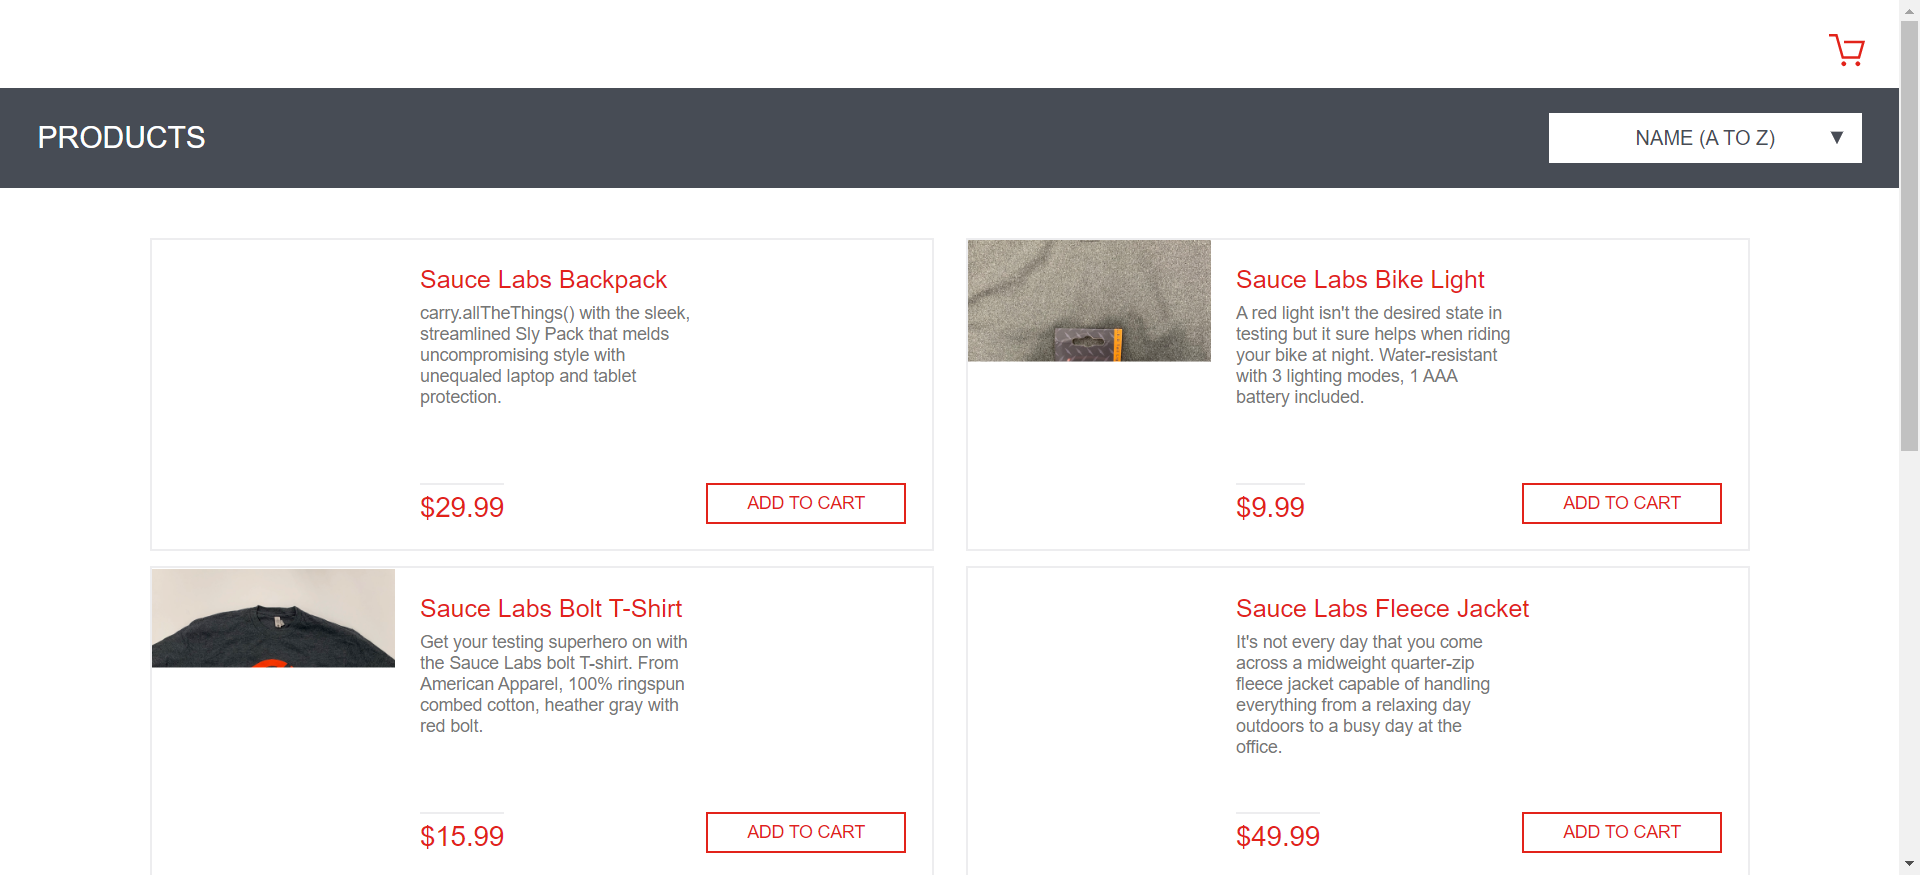 PRODUCTS
NAME (A TO Z)
Sauce Labs Backpack
carry.allTheThings() with the sleek,
streamlined Sly Pack that melds
uncompromising style with
unequaled laptop and tablet
protection.
$29.99
ADD TO CART
Sauce Labs Bike Light
A red light isn't the desired state in
testing but it sure helps when riding
your bike at night. Water-resistant
with 3 lighting modes, 1 AAA
battery included.
$9.99
ADD TO CART
Sauce Labs Bolt T-Shirt
Get your testing superhero on with
the Sauce Labs bolt T-shirt. From
American Apparel, 100% ringspun
combed cotton, heather gray with
red bolt.
$15.99
ADD TO CART
Sauce Labs Fleece Jacket
It's not every day that you come
across a midweight quarter-zip
fleece jacket capable of handling
everything from a relaxing day
outdoors to a busy day at the
office.
$49.99
ADD TO CART